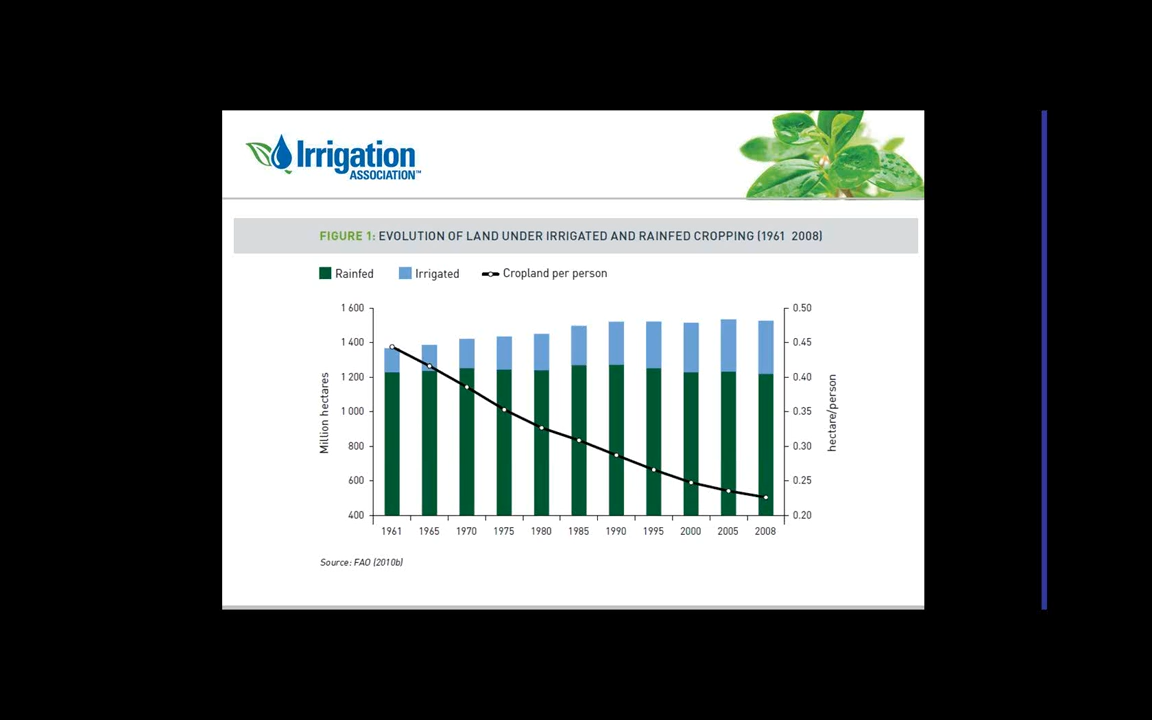 Irrigation
ASSOCIATION™
FIGURE 1: EVOLUTION OF LAND UNDER IRRIGATED AND RAINFED CROPPING (1961 2008)
Rainfed Irrigated Cropland per person
1 600 0.50
1 400 0.45
1 200 0.40
1 000 0.35
800 0.30
600 0.25
400 0.20
Million hectares
hectare/person
1961 1965 1970 1975 1980 1985 1990 1995 2000 2005 2008
Source: FAO (2010b)